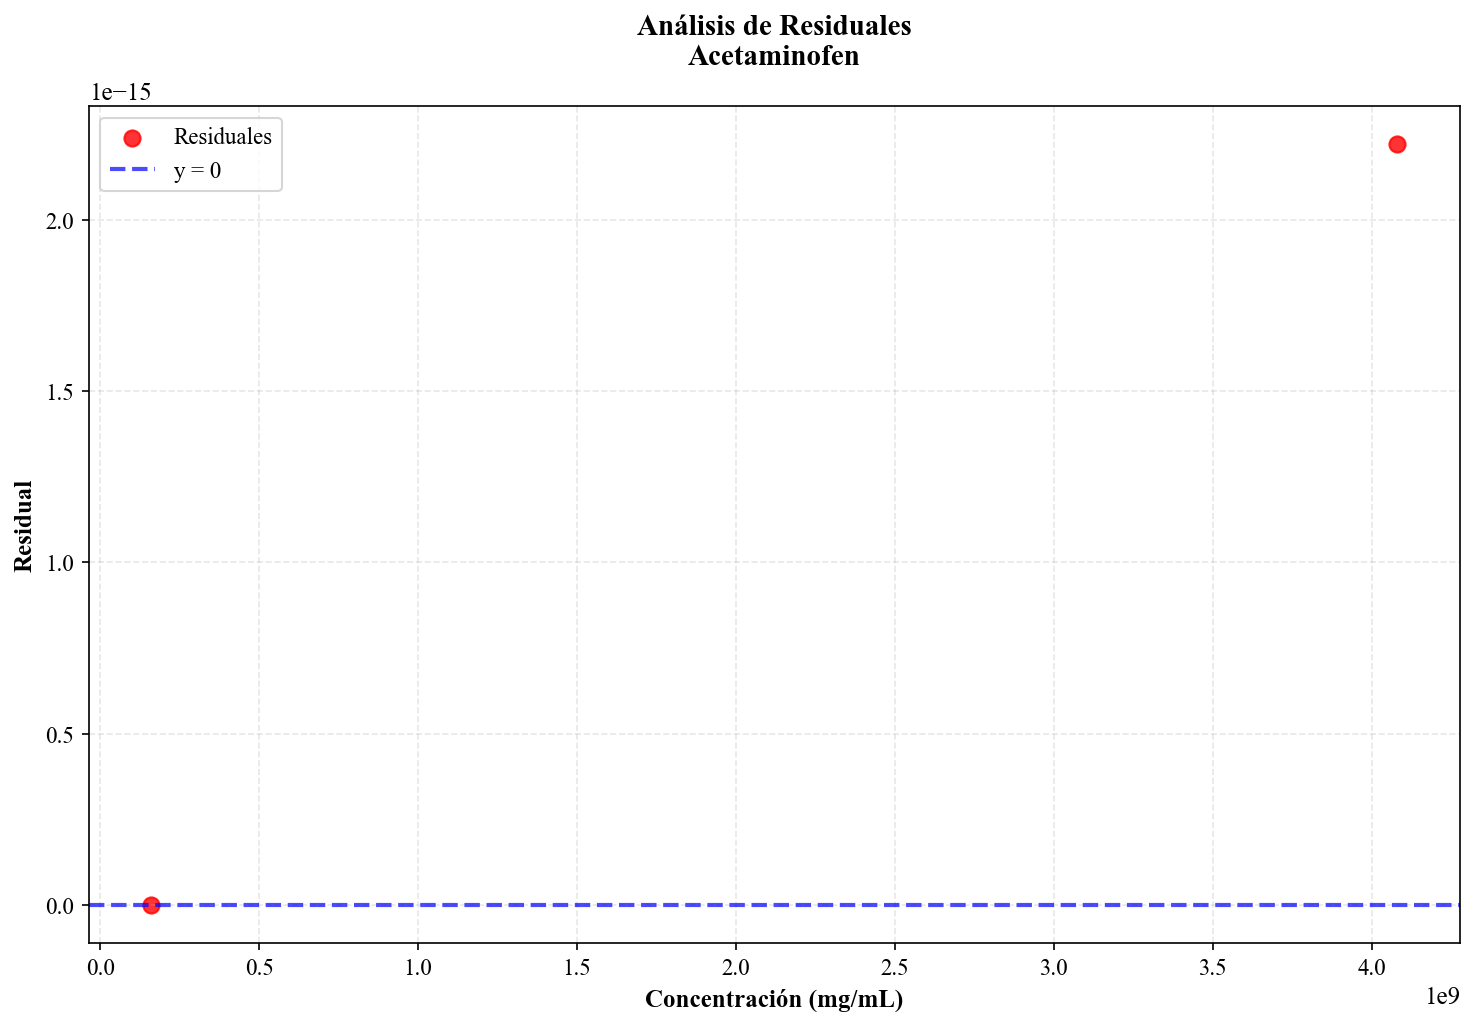 Análisis de Residuales
Acetaminofen
1e−15
Residuales
y = 0
2.0
1.5
1.0
0.5
0.0
Residual
0.0 0.5 1.0 1.5 2.0 2.5 3.0 3.5 4.0
1e9
Concentración (mg/mL)